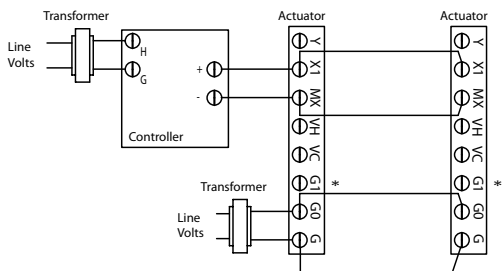 Transformer
Actuator
Actuator
Line
Volts
H
G
+
-
Controller
Y
X1
MX
VH
VC
G1
*
G0
G
Y
X1
MX
VH
VC
G1
*
G0
G
Transformer
Line
Volts